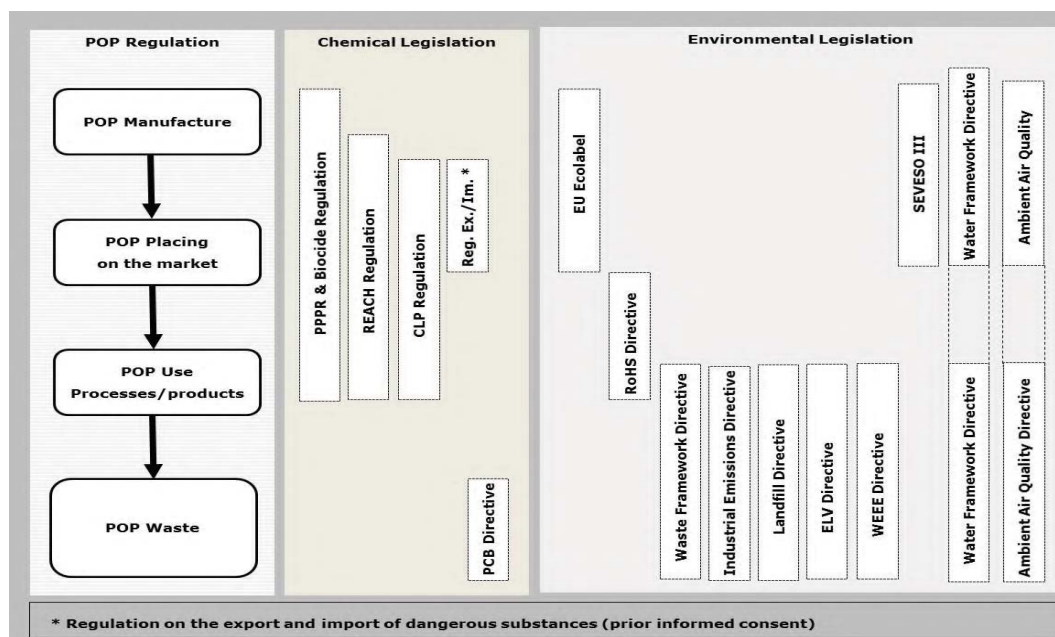 POP Regulation
Chemical Legislation
Environmental Legislation
POP Manufacture
POP Placing
on the market
POP Use
Processes/products
POP Waste
PPPR & Biocide Regulation
REACH Regulation
CLP Regulation
Reg. Ex./Im. *
PCB Directive
EU Ecolabel
RoHS Directive
Waste Framework Directive
Industrial Emissions Directive
Landfill Directive
ELV Directive
WEEE Directive
SEVESO III
Water Framework Directive
Ambient Air Quality
Water Framework Directive
Ambient Air Quality Directive
* Regulation on the export and import of dangerous substances (prior informed consent)